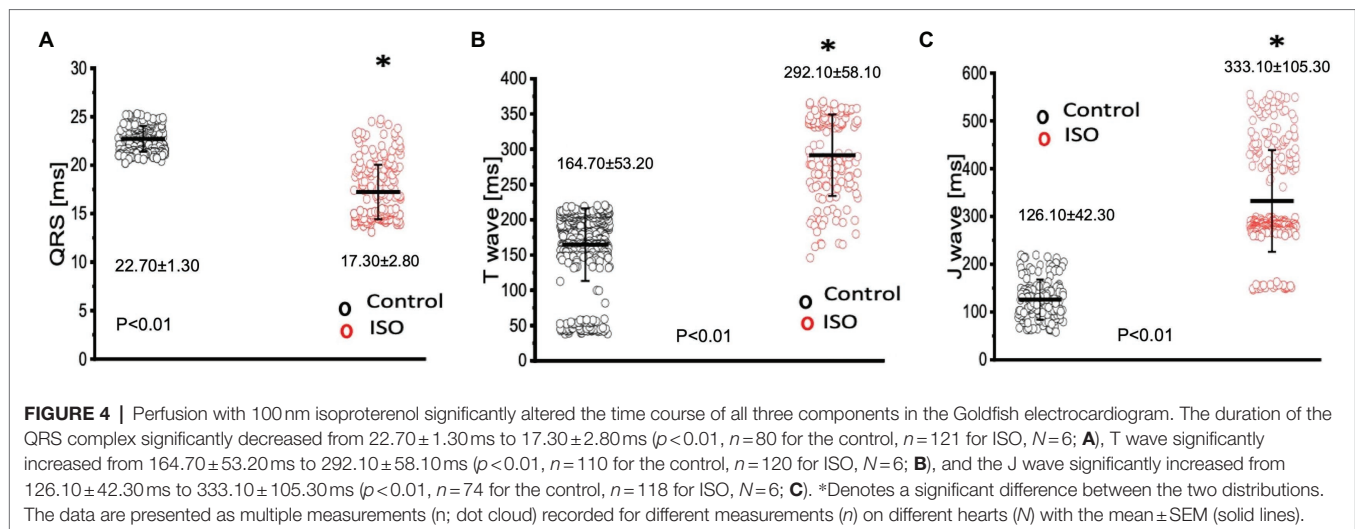 A
B
C
*
*
*
30
25
20
15
10
5
0
QRS [ms]
22.70±1.30
17.30±2.80
P<0.01
Control
ISO
400
350
300
250
200
150
100
50
0
T wave [ms]
164.70±53.20
292.10±58.10
P<0.01
Control
ISO
600
500
400
300
200
100
0
J wave [ms]
126.10±42.30
333.10±105.30
P<0.01
Control
ISO
FIGURE 4 | Perfusion with 100 nm isoproterenol significantly altered the time course of all three components in the Goldfish electrocardiogram. The duration of the
QRS complex significantly decreased from 22.70 ± 1.30 ms to 17.30 ± 2.80 ms (p < 0.01, n = 80 for the control, n = 121 for ISO, N = 6; A), T wave significantly
increased from 164.70 ± 53.20 ms to 292.10 ± 58.10 ms (p < 0.01, n = 110 for the control, n = 120 for ISO, N = 6; B), and the J wave significantly increased from
126.10 ± 42.30 ms to 333.10 ± 105.30 ms (p < 0.01, n = 74 for the control, n = 118 for ISO, N = 6; C). *Denotes a significant difference between the two distributions.
The data are presented as multiple measurements (n; dot cloud) recorded for different measurements (n) on different hearts (N) with the mean ± SEM (solid lines).